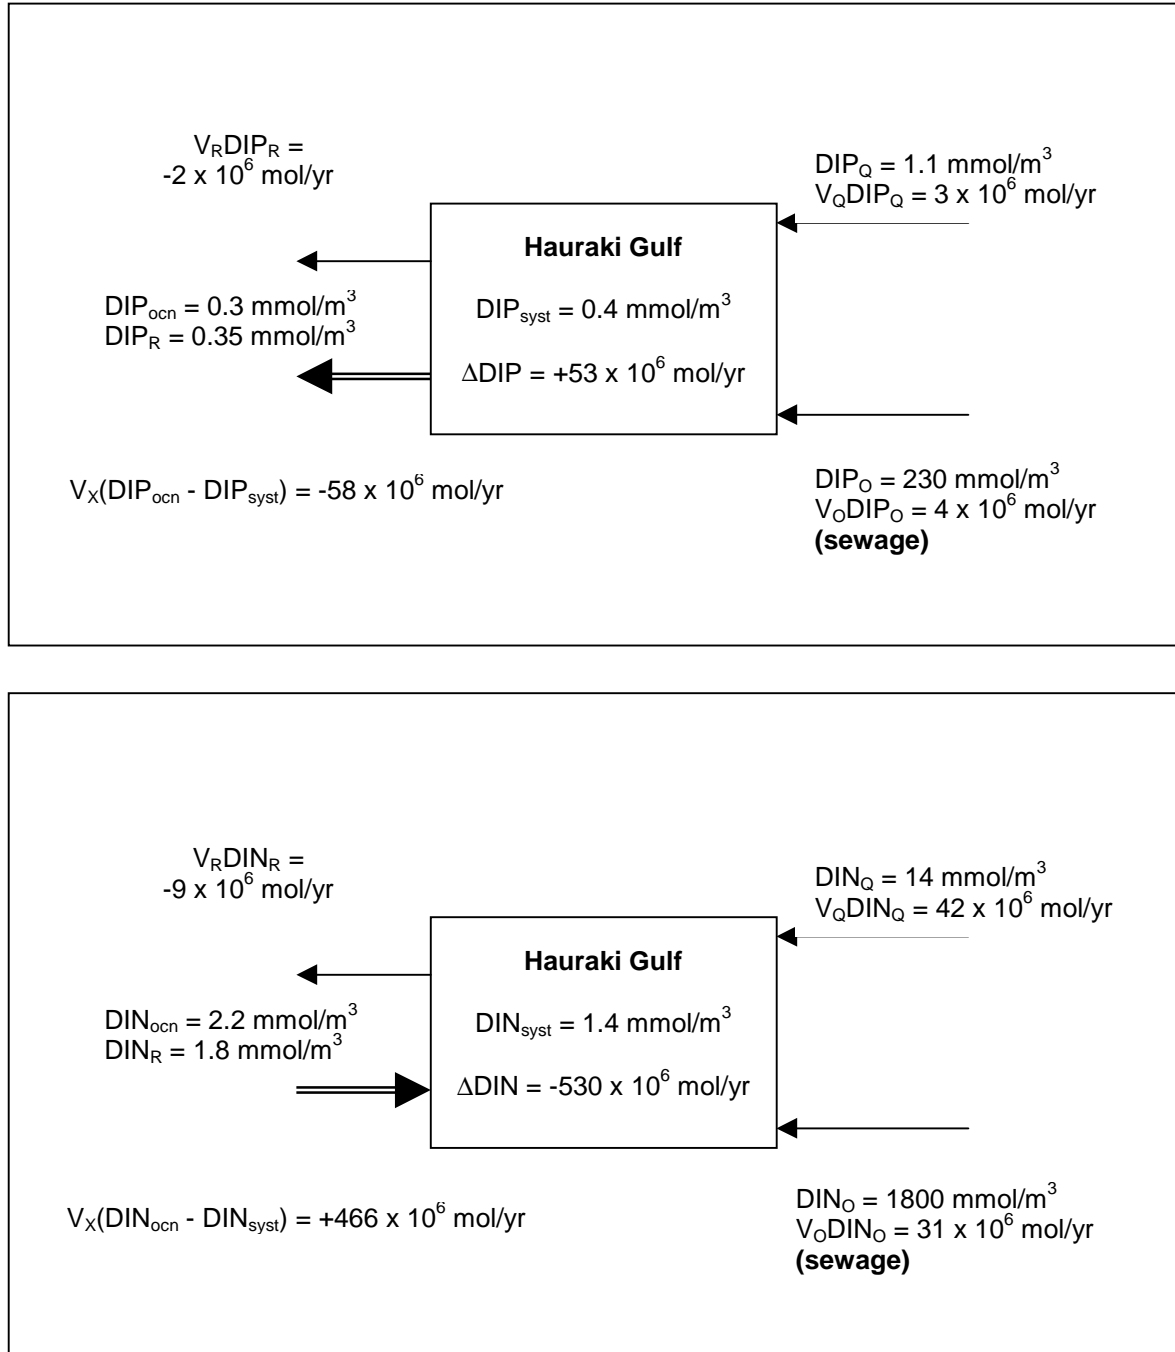 V_RDIP_R =
-2 x 10^6 mol/yr
DIP_Q = 1.1 mmol/m^3
V_QDIP_Q = 3 x 10^6 mol/yr
Hauraki Gulf
DIP_ocn = 0.3 mmol/m^3
DIP_R = 0.35 mmol/m^3
DIP_syst = 0.4 mmol/m^3
ΔDIP = +53 x 10^6 mol/yr
V_X(DIP_ocn - DIP_syst) = -58 x 10^6 mol/yr
DIP_O = 230 mmol/m^3
V_ODIP_O = 4 x 10^6 mol/yr
(sewage)
V_RDIN_R =
-9 x 10^6 mol/yr
DIN_Q = 14 mmol/m^3
V_QDIN_Q = 42 x 10^6 mol/yr
Hauraki Gulf
DIN_ocn = 2.2 mmol/m^3
DIN_R = 1.8 mmol/m^3
DIN_syst = 1.4 mmol/m^3
ΔDIN = -530 x 10^6 mol/yr
V_X(DIN_ocn - DIN_syst) = +466 x 10^6 mol/yr
DIN_O = 1800 mmol/m^3
V_ODIN_O = 31 x 10^6 mol/yr
(sewage)